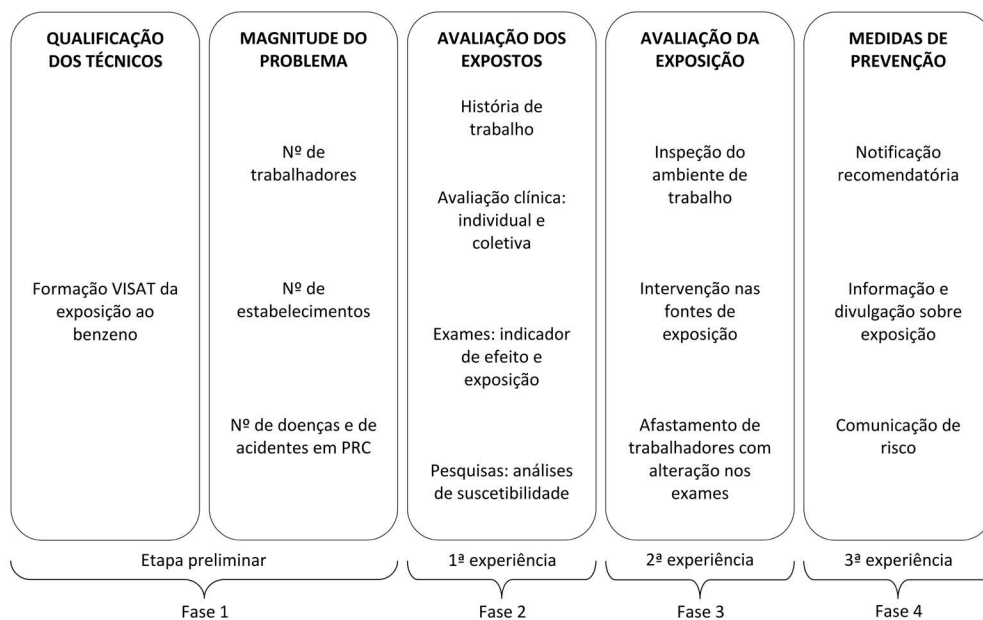 QUALIFICAÇÃO
DOS TÉCNICOS
Formação VISAT da
exposição ao
benzeno
MAGNITUDE DO
PROBLEMA
Nº de
trabalhadores
Nº de
estabelecimentos
Nº de doenças e de
acidentes em PRC
AVALIAÇÃO DOS
EXPOSTOS
História de
trabalho
Avaliação clínica:
individual e
coletiva
Exames: indicador
de efeito e
exposição
Pesquisas: análises
de suscetibilidade
AVALIAÇÃO DA
EXPOSIÇÃO
Inspeção do
ambiente de
trabalho
Intervenção nas
fontes de
exposição
Afastamento de
trabalhadores com
alteração nos
exames
MEDIDAS DE
PREVENÇÃO
Notificação
recomendatória
Informação e
divulgação sobre
exposição
Comunicação de
risco
Etapa preliminar
Fase 1
1ª experiência
Fase 2
2ª experiência
Fase 3
3ª experiência
Fase 4